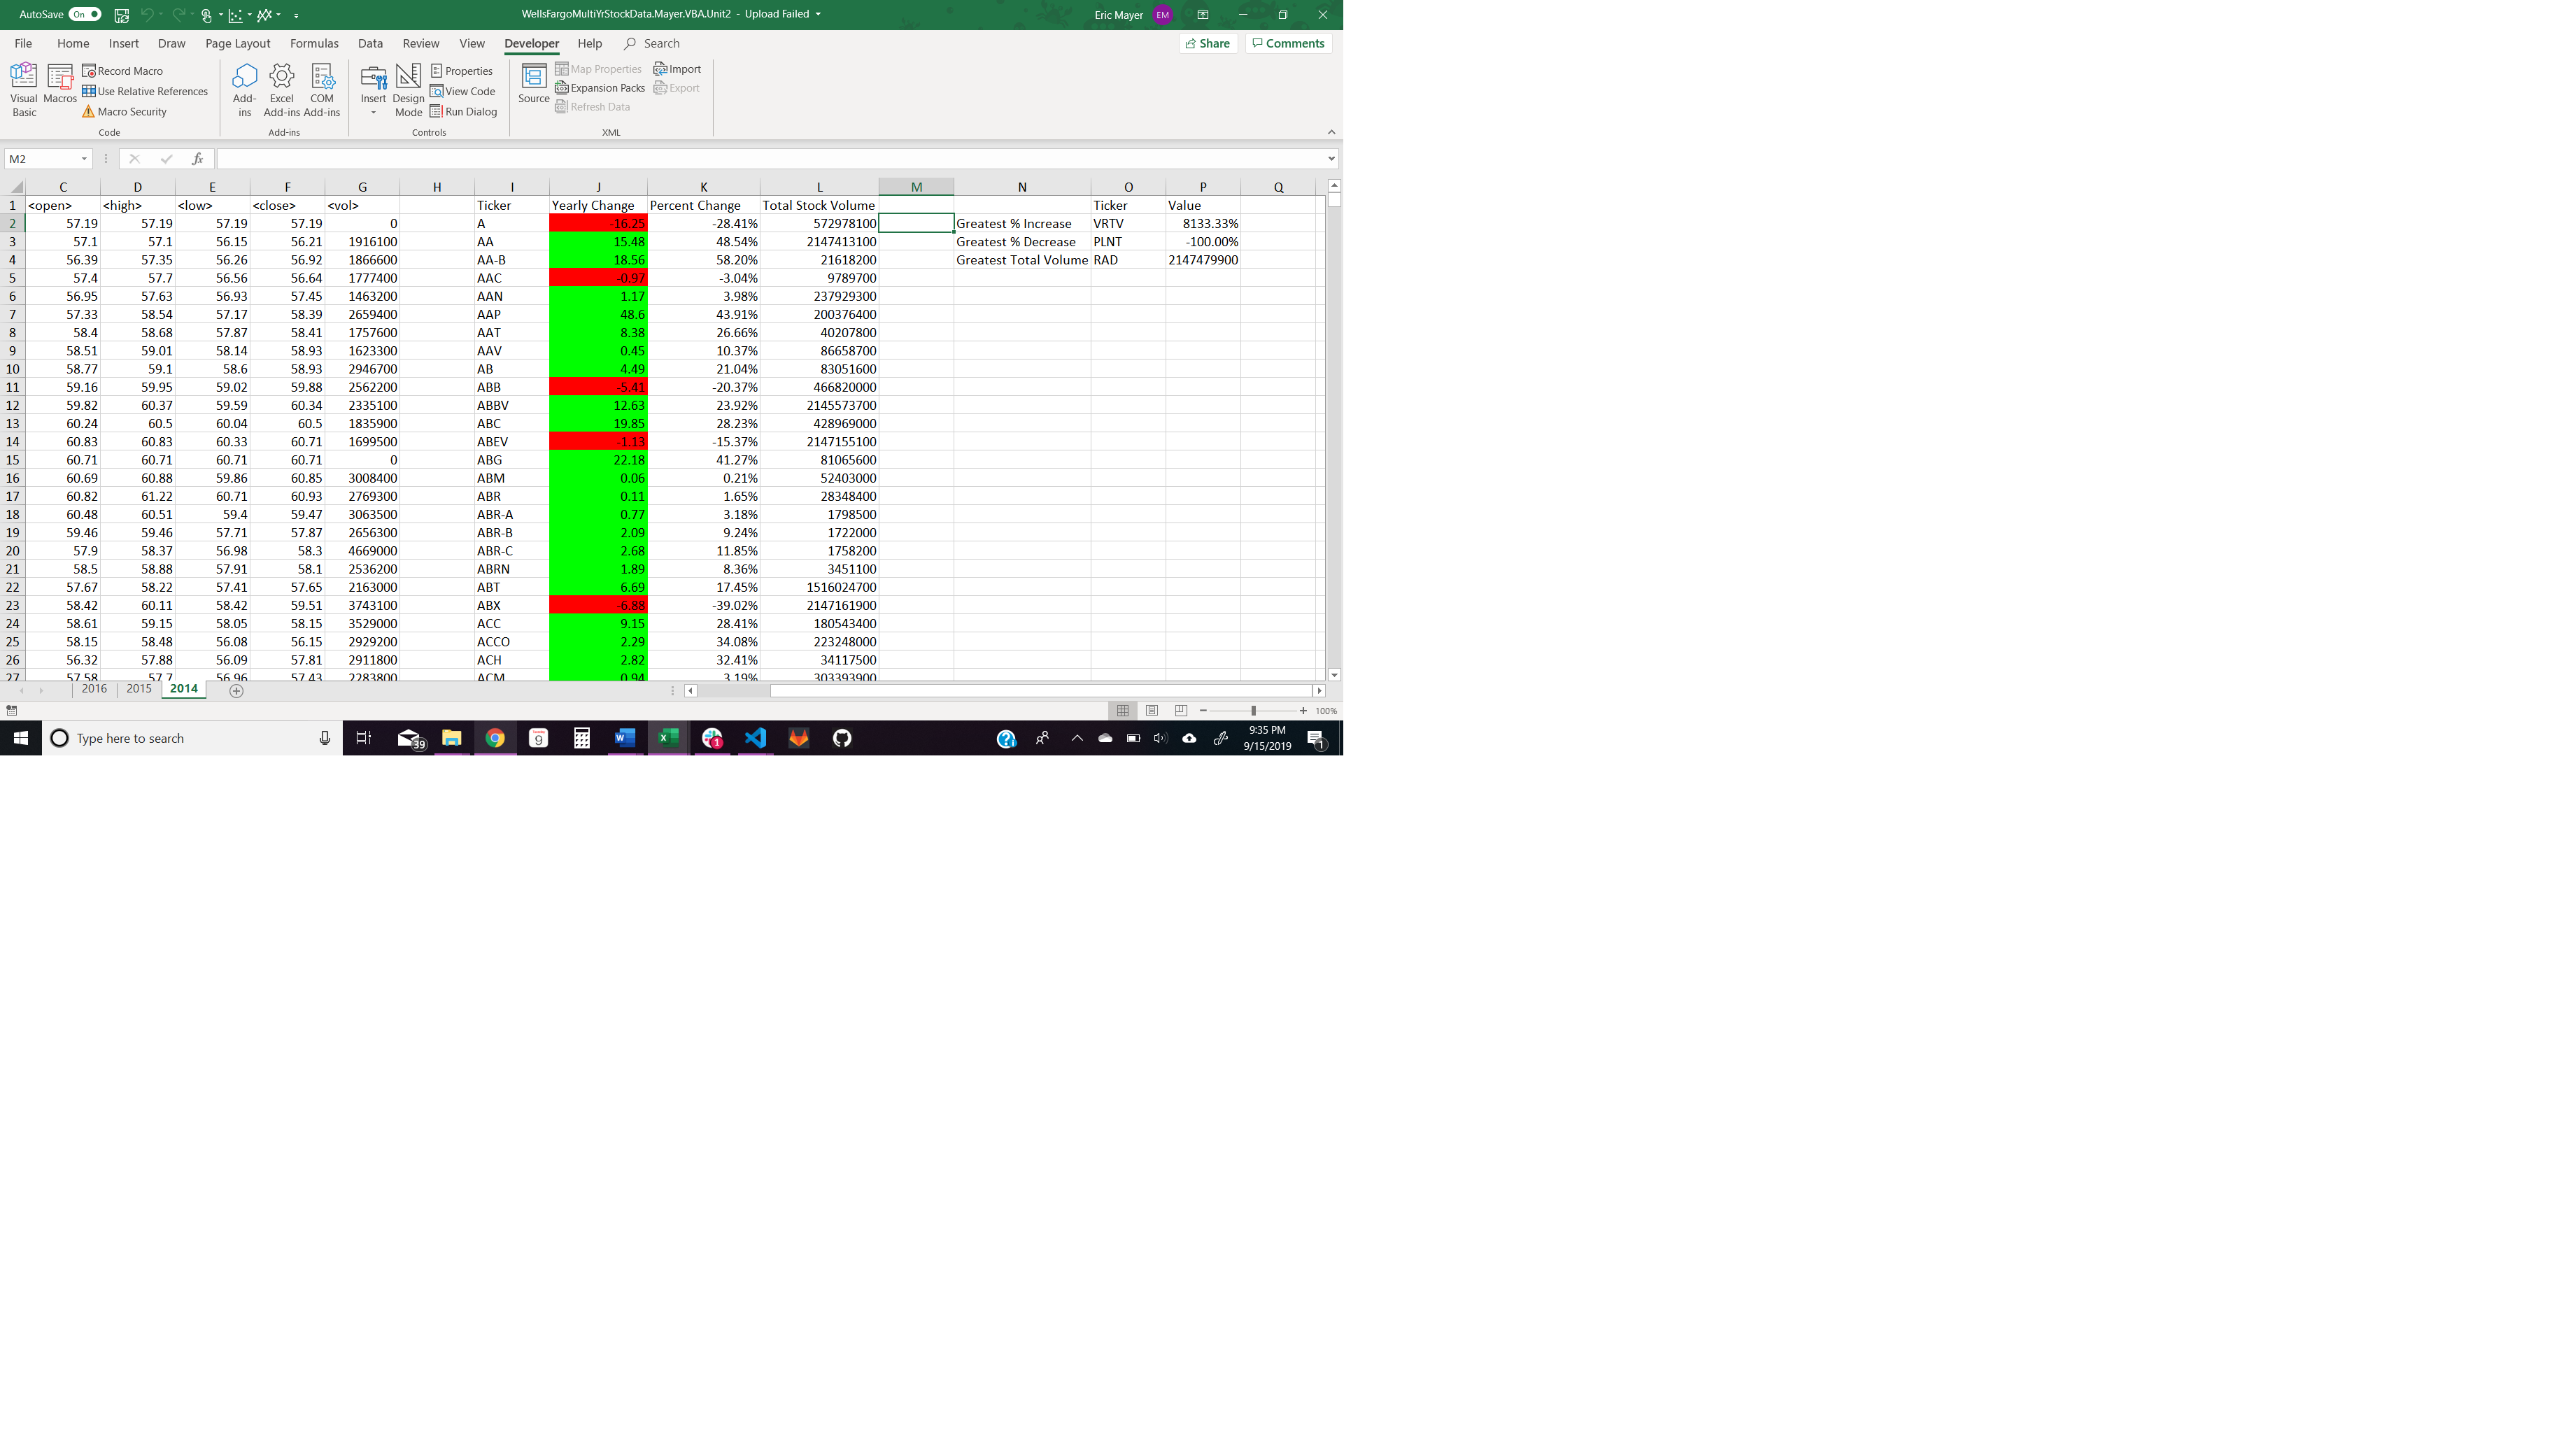 AutoSave On WellsFargoMultiYrStockData.Mayer.VBA.Unit2 - Upload Failed Eric Mayer EM
File Home Insert Draw Page Layout Formulas Data Review View Developer Help Search Share Comments
Visual Basic Macros Record Macro Use Relative References Macro Security
Add-ins Excel Add-ins COM Add-ins
Insert Design Mode Properties View Code Run Dialog
Source Map Properties Expansion Packs Refresh Data Import Export
Code Add-ins Controls XML
M2 fx
C D E F G H I J K L M N O P Q
1 <open> <high> <low> <close> <vol> Ticker Yearly Change Percent Change Total Stock Volume Ticker Value
2 57.19 57.19 57.19 57.19 0 A -16.25 -28.41% 572978100 Greatest % Increase VRTV 8133.33%
3 57.1 57.1 56.15 56.21 1916100 AA 15.48 48.54% 2147413100 Greatest % Decrease PLNT -100.00%
4 56.39 57.35 56.26 56.92 1866600 AA-B 18.56 58.20% 21618200 Greatest Total Volume RAD 2147479900
5 57.4 57.7 56.56 56.64 1777400 AAC -0.97 -3.04% 9789700
6 56.95 57.63 56.93 57.45 1463200 AAN 1.17 3.98% 237929300
7 57.33 58.54 57.17 58.39 2659400 AAP 48.6 43.91% 200376400
8 58.4 58.68 57.87 58.41 1757600 AAT 8.38 26.66% 40207800
9 58.51 59.01 58.14 58.93 1623300 AAV 0.45 10.37% 86658700
10 58.77 59.1 58.6 58.93 2946700 AB 4.49 21.04% 83051600
11 59.16 59.95 59.02 59.88 2562200 ABB -5.41 -20.37% 466820000
12 59.82 60.37 59.59 60.34 2335100 ABBV 12.63 23.92% 2145573700
13 60.24 60.5 60.04 60.5 1835900 ABC 19.85 28.23% 428969000
14 60.83 60.83 60.33 60.71 1699500 ABEV -1.13 -15.37% 2147155100
15 60.71 60.71 60.71 60.71 0 ABG 22.18 41.27% 81065600
16 60.69 60.88 59.86 60.85 3008400 ABM 0.06 0.21% 52403000
17 60.82 61.22 60.71 60.93 2769300 ABR 0.11 1.65% 28348400
18 60.48 60.51 59.4 59.47 3063500 ABR-A 0.77 3.18% 1798500
19 59.46 59.46 57.71 57.87 2656300 ABR-B 2.09 9.24% 1722000
20 57.9 58.37 56.98 58.3 4669000 ABR-C 2.68 11.85% 1758200
21 58.5 58.88 57.91 58.1 2536200 ABRN 1.89 8.36% 3451100
22 57.67 58.22 57.41 57.65 2163000 ABT 6.69 17.45% 1516024700
23 58.42 60.11 58.42 59.51 3743100 ABX -6.88 -39.02% 2147161900
24 58.61 59.15 58.05 58.15 3529000 ACC 9.15 28.41% 180543400
25 58.15 58.48 56.08 56.15 2929200 ACCO 2.29 34.08% 223248000
26 56.32 57.88 56.09 57.81 2911800 ACH 2.82 32.41% 34117500
27 57.58 57.7 56.96 57.43 2283800 ACM 0.94 3.19% 303393900
2016 2015 2014
100%
Type here to search 39 9 1 9:35 PM
9/15/2019 1